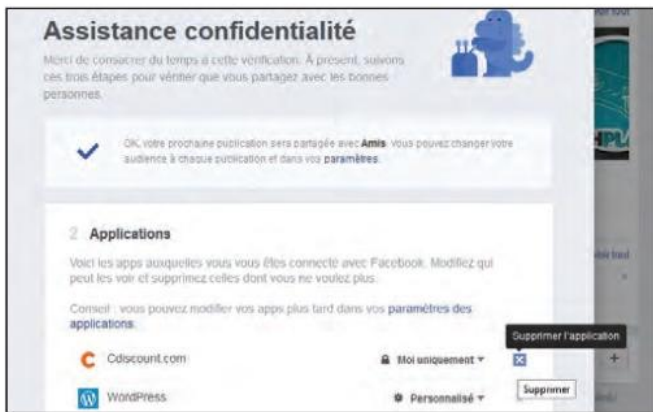 Assistance confidentialité
Merci de consacrer du temps à cette vérification. À présent, suivons
ces trois étapes pour vérifier que vous partagez avec les bonnes
personnes.
OK, votre prochaine publication sera partagée avec Amis. Vous pouvez changer votre
audience à chaque publication et dans vos paramètres.
2 Applications
Voici les apps auxquelles vous vous êtes connecté avec Facebook. Modifiez qui
peut les voir et supprimez celles dont vous ne voulez plus.
Conseil : vous pouvez modifier vos apps plus tard dans vos paramètres des
applications.
Supprimer l'application
Cdiscount.com Moi uniquement
WordPress Personnalisé
Supprimer